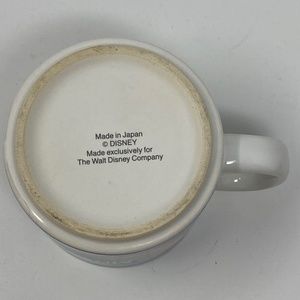 Made in Japan
© DISNEY
Made exclusively for
The Walt Disney Company